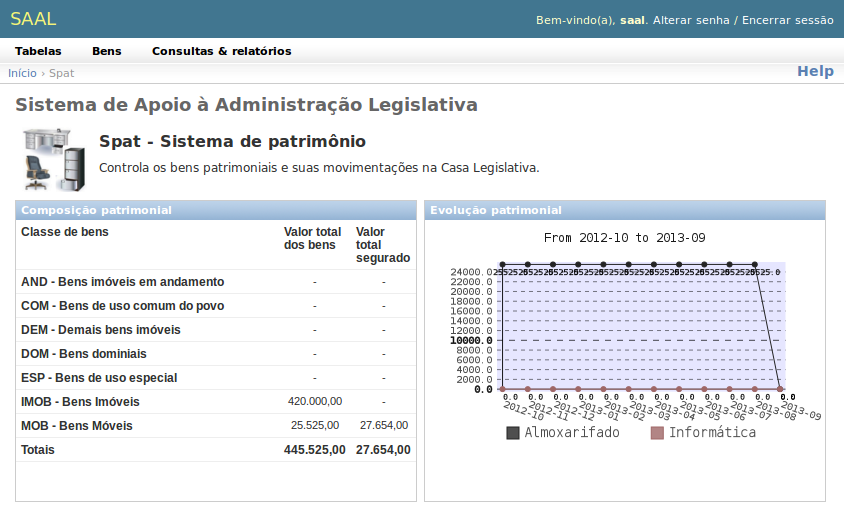 SAAL
Bem-vindo(a), saal. Alterar senha / Encerrar sessão
Tabelas Bens Consultas & relatórios
Início › Spat
Help
Sistema de Apoio à Administração Legislativa
Spat - Sistema de patrimônio
Controla os bens patrimoniais e suas movimentações na Casa Legislativa.
Composição patrimonial
Classe de bens Valor total dos bens Valor total segurado
AND - Bens imóveis em andamento - -
COM - Bens de uso comum do povo - -
DEM - Demais bens imóveis - -
DOM - Bens dominiais - -
ESP - Bens de uso especial - -
IMOB - Bens Imóveis 420.000,00 -
MOB - Bens Móveis 25.525,00 27.654,00
Totais 445.525,00 27.654,00
Evolução patrimonial
From 2012-10 to 2013-09
24000.0
22000.0
20000.0
18000.0
16000.0
14000.0
12000.0
10000.0
8000.0
6000.0
4000.0
2000.0
0.0
0.0 0.0 0.0 0.0 0.0 0.0 0.0 0.0 0.0 0.0 0.0
2012-10 2012-11 2012-12 2013-01 2013-02 2013-03 2013-04 2013-05 2013-06 2013-07 2013-08 2013-09
Almoxarifado Informática